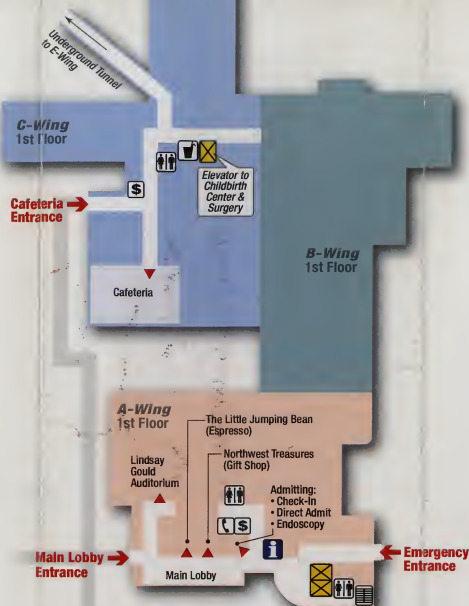 Underground Tunnel
to E-Wing
C-Wing
1st Floor
$
Elevator to
Childbirth
Center &
Surgery
Cafeteria
Entrance
B-Wing
1st Floor
Cafeteria
A-Wing
1st Floor
The Little Jumping Bean
(Espresso)
Lindsay
Gould
Auditorium
Northwest Treasures
(Gift Shop)
Admitting:
• Check-In
• Direct Admit
• Endoscopy
$
i
Main Lobby
Entrance
Main Lobby
Emergency
Entrance